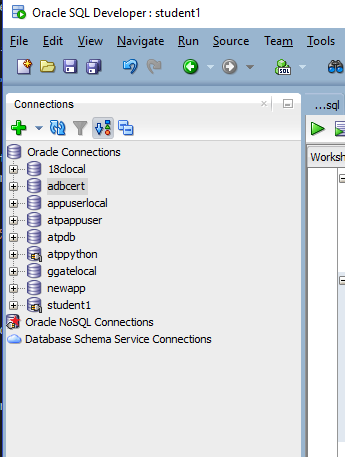 Oracle SQL Developer : student1
File Edit View Navigate Run Source Team Tools
SQL
Connections
...sql
Oracle Connections
Worksh
18clocal
adbcert
appuserlocal
atpappuser
atpdb
atppython
ggatelocal
newapp
student1
Oracle NoSQL Connections
Database Schema Service Connections